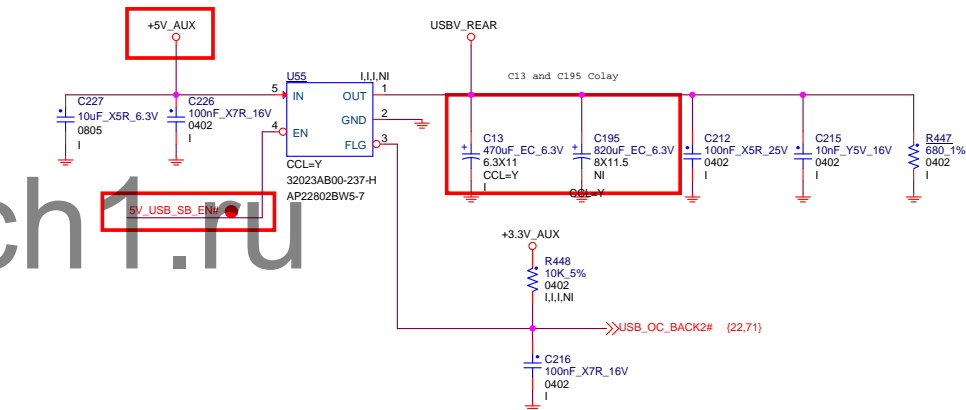 +5V_AUX
USBV_REAR
U55
I,I,I,NI
C13 and C195 Colay
5
IN
OUT
1
GND
2
4
EN
FLG
3
C227
10uF_X5R_6.3V
0805
I
C226
100nF_X7R_16V
0402
I
CCL=Y
32023AB00-237-H
AP22802BW5-7
C13
470uF_EC_6.3V
6.3X11
CCL=Y
I
C195
820uF_EC_6.3V
8X11.5
NI
CCL=Y
C212
100nF_X5R_25V
0402
I
C215
10nF_Y5V_16V
0402
I
R447
680_1%
0402
I
5V_USB_SB_EN#
ch1.ru
+3.3V_AUX
R448
10K_5%
0402
I,I,I,NI
USB_OC_BACK2# {22,71}
C216
100nF_X7R_16V
0402
I